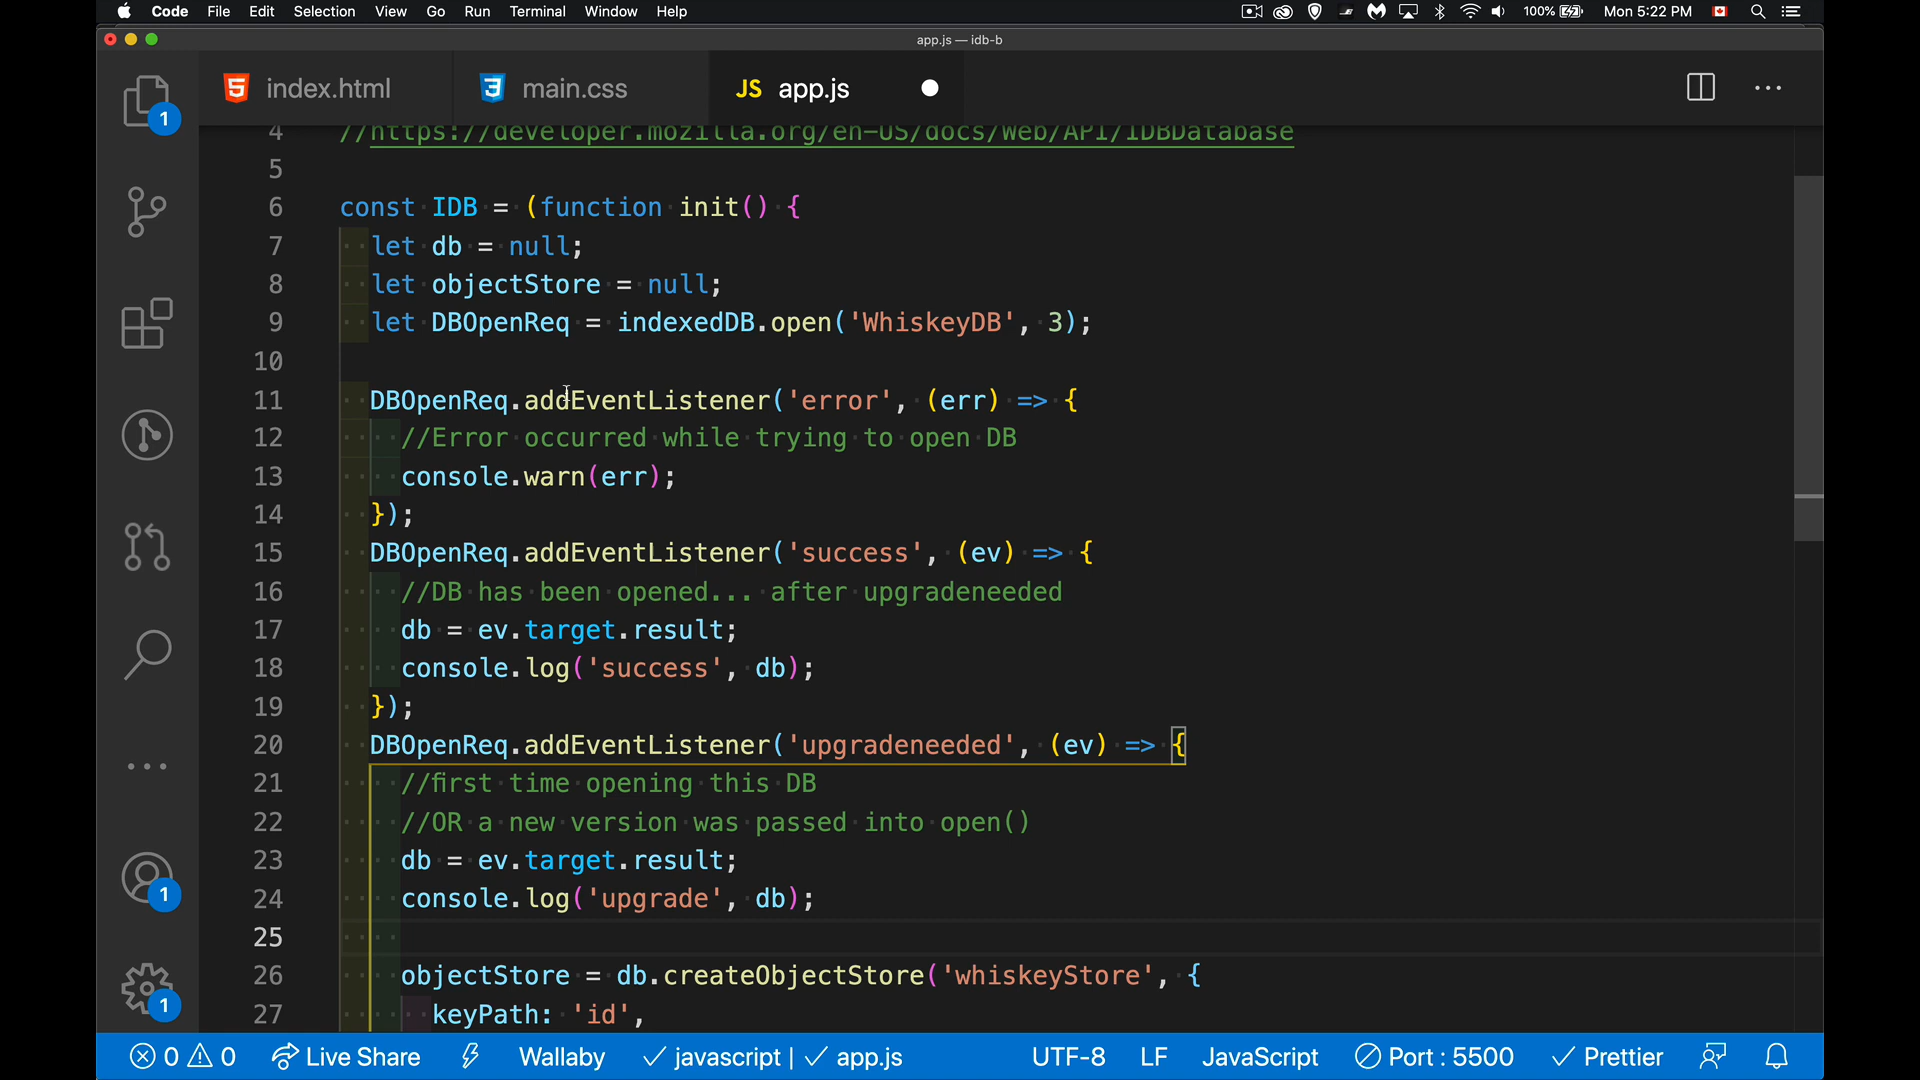 Code File Edit Selection View Go Run Terminal Window Help 100% Mon 5:22 PM
app.js — idb-b
index.html main.css JS app.js
4 //https://developer.mozilla.org/en-US/docs/Web/API/IDBDatabase
5
6 const IDB = (function init() {
7 let db = null;
8 let objectStore = null;
9 let DBOpenReq = indexedDB.open('WhiskeyDB', 3);
10
11 DBOpenReq.addEventListener('error', (err) => {
12 //Error occurred while trying to open DB
13 console.warn(err);
14 });
15 DBOpenReq.addEventListener('success', (ev) => {
16 //DB has been opened... after upgradeneeded
17 db = ev.target.result;
18 console.log('success', db);
19 });
20 DBOpenReq.addEventListener('upgradeneeded', (ev) => {
21 //first time opening this DB
22 //OR a new version was passed into open()
23 db = ev.target.result;
24 console.log('upgrade', db);
25
26 objectStore = db.createObjectStore('whiskeyStore', {
27 keyPath: 'id',
1
1
1
0 0 Live Share Wallaby javascript | app.js UTF-8 LF JavaScript Port : 5500 Prettier